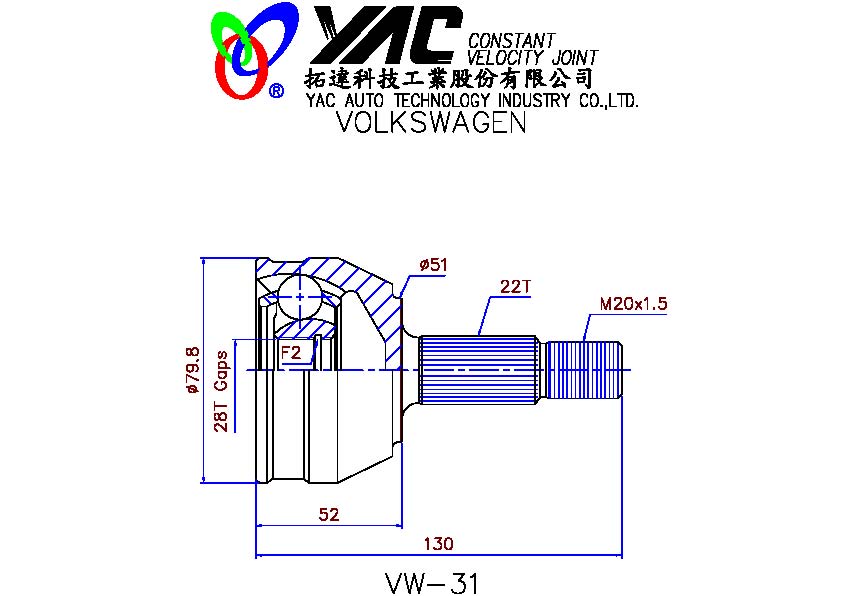 YAC CONSTANT
VELOCITY JOINT
®
拓達科技工業股份有限公司
YAC AUTO TECHNOLOGY INDUSTRY CO.,LTD.
VOLKSWAGEN
ø51
22T
M20x1.5
F2
ø79.8
28T Gaps
52
130
VW-31